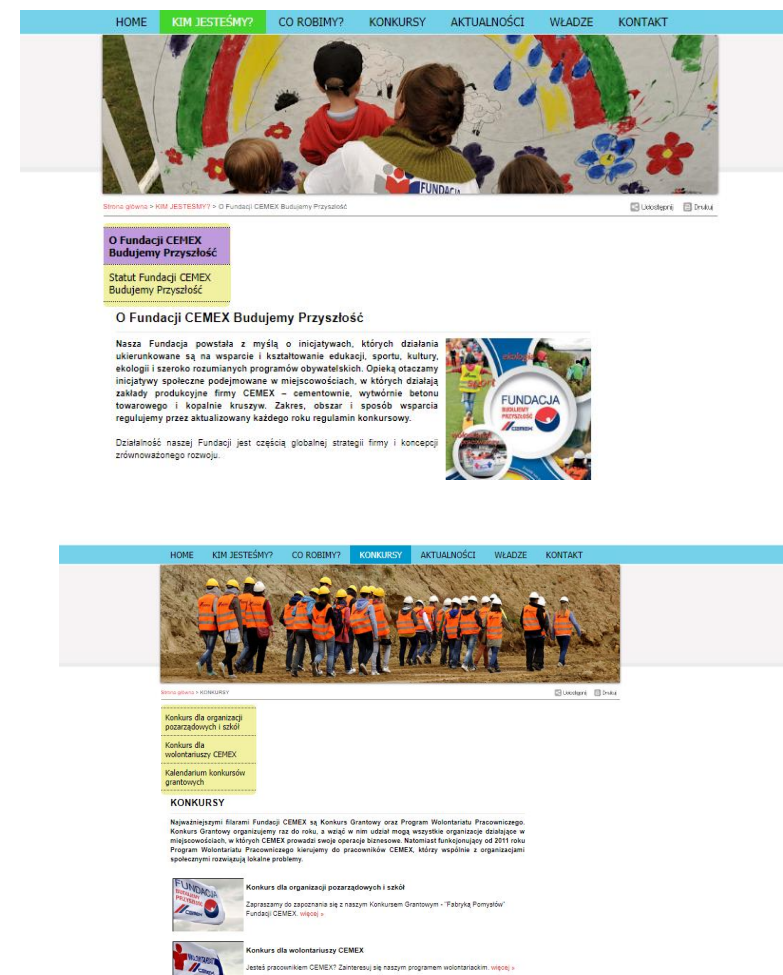 HOME KIM JESTEŚMY? CO ROBIMY? KONKURSY AKTUALNOŚCI WŁADZE KONTAKT
FUNDACJA
Strona główna > KIM JESTEŚMY? > O Fundacji CEMEX Budujemy Przyszłość
Udostępnij Drukuj
O Fundacji CEMEX
Budujemy Przyszłość
Statut Fundacji CEMEX
Budujemy Przyszłość
O Fundacji CEMEX Budujemy Przyszłość
Nasza Fundacja powstała z myślą o inicjatywach, których działania
ukierunkowane są na wsparcie i kształtowanie edukacji, sportu, kultury,
ekologii i szeroko rozumianych programów obywatelskich. Opieką otaczamy
inicjatywy społeczne podejmowane w miejscowościach, w których działają
zakłady produkcyjne firmy CEMEX – cementownie, wytwórnie betonu
towarowego i kopalnie kruszyw. Zakres, obszar i sposób wsparcia
regulujemy przez aktualizowany każdego roku regulamin konkursowy.
Działalność naszej Fundacji jest częścią globalnej strategii firmy i koncepcji
zrównoważonego rozwoju.
ekologia
sport
FUNDACJA
BUDUJEMY
PRZYSZŁOŚĆ
CEMEX
HOME KIM JESTEŚMY? CO ROBIMY? KONKURSY AKTUALNOŚCI WŁADZE KONTAKT
Strona główna > KONKURSY
Udostępnij Drukuj
Konkurs dla organizacji
pozarządowych i szkół
Konkurs dla
wolontariuszy CEMEX
Kalendarium konkursów
grantowych
KONKURSY
Najważniejszymi filarami Fundacji CEMEX są Konkurs Grantowy oraz Program Wolontariatu Pracowniczego.
Konkurs Grantowy organizujemy raz do roku, a wziąć w nim udział mogą wszystkie organizacje działające w
miejscowościach, w których CEMEX prowadzi swoje operacje biznesowe. Natomiast funkcjonujący od 2011 roku
Program Wolontariatu Pracowniczego kierujemy do pracowników CEMEX, którzy wspólnie z organizacjami
społecznymi rozwiązują lokalne problemy.
FUNDACJA
BUDUJEMY
PRZYSZŁOŚĆ
CEMEX
Konkurs dla organizacji pozarządowych i szkół
Zapraszamy do zapoznania się z naszym Konkursem Grantowym - "Fabryką Pomysłów"
Fundacji CEMEX. więcej »
Konkurs dla wolontariuszy CEMEX
Jesteś pracownikiem CEMEX? Zainteresuj się naszym programem wolontariackim. więcej »